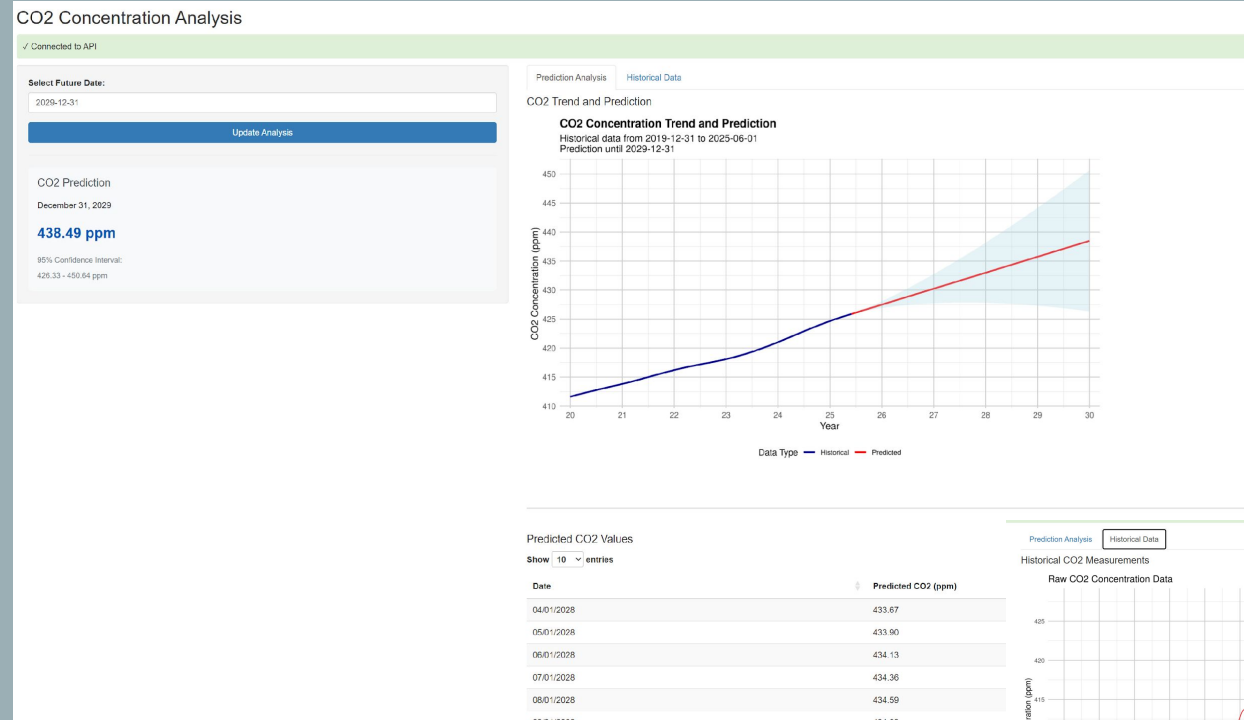 CO2 Concentration Analysis
✓ Connected to API
Select Future Date:
2029-12-31
Update Analysis
CO2 Prediction
December 31, 2029
438.49 ppm
95% Confidence Interval:
426.33 - 450.64 ppm
Prediction Analysis Historical Data
CO2 Trend and Prediction
CO2 Concentration Trend and Prediction
Historical data from 2019-12-31 to 2025-06-01
Prediction until 2029-12-31
CO2 Concentration (ppm)
450
445
440
435
430
425
420
415
410
20 21 22 23 24 25 26 27 28 29 30
Year
Data Type Historical Predicted
Predicted CO2 Values
Show 10 entries
Date Predicted CO2 (ppm)
04/01/2028 433.67
05/01/2028 433.90
06/01/2028 434.13
07/01/2028 434.36
08/01/2028 434.59
Prediction Analysis Historical Data
Historical CO2 Measurements
Raw CO2 Concentration Data
425
420
415
(ppm)